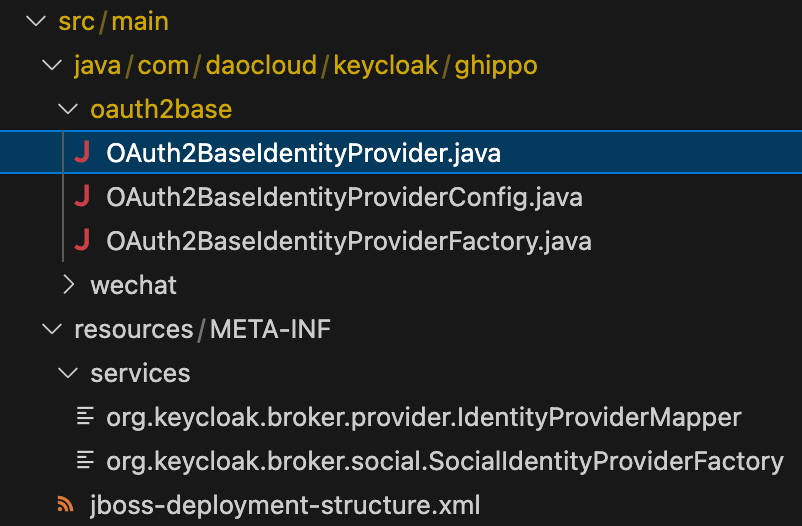 src/main
java/com/daocloud/keycloak/ghippo
oauth2base
OAuth2BaseIdentityProvider.java
OAuth2BaseIdentityProviderConfig.java
OAuth2BaseIdentityProviderFactory.java
wechat
resources/META-INF
services
org.keycloak.broker.provider.IdentityProviderMapper
org.keycloak.broker.social.SocialIdentityProviderFactory
jboss-deployment-structure.xml